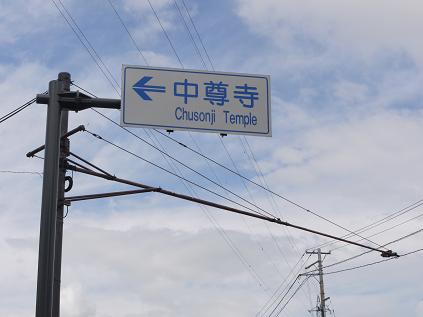 中尊寺
Chusonji Temple